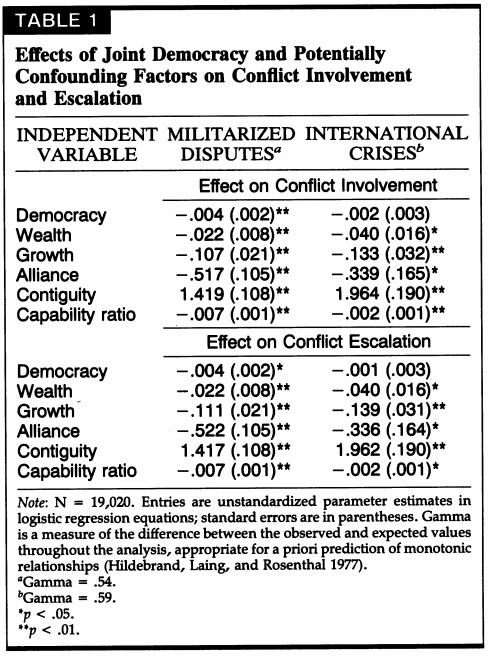 TABLE 1
Effects of Joint Democracy and Potentially
Confounding Factors on Conflict Involvement
and Escalation
INDEPENDENT MILITARIZED INTERNATIONAL
VARIABLE DISPUTESᵃ CRISESᵇ
Effect on Conflict Involvement
Democracy −.004 (.002)** −.002 (.003)
Wealth −.022 (.008)** −.040 (.016)*
Growth −.107 (.021)** −.133 (.032)**
Alliance −.517 (.105)** −.339 (.165)*
Contiguity 1.419 (.108)** 1.964 (.190)**
Capability ratio −.007 (.001)** −.002 (.001)**
Effect on Conflict Escalation
Democracy −.004 (.002)* −.001 (.003)
Wealth −.022 (.008)** −.040 (.016)*
Growth −.111 (.021)** −.139 (.031)**
Alliance −.522 (.105)** −.336 (.164)*
Contiguity 1.417 (.108)** 1.962 (.190)**
Capability ratio −.007 (.001)** −.002 (.001)*
Note: N = 19,020. Entries are unstandardized parameter estimates in
logistic regression equations; standard errors are in parentheses. Gamma
is a measure of the difference between the observed and expected values
throughout the analysis, appropriate for a priori prediction of monotonic
relationships (Hildebrand, Laing, and Rosenthal 1977).
ᵃGamma = .54.
ᵇGamma = .59.
*p < .05.
**p < .01.